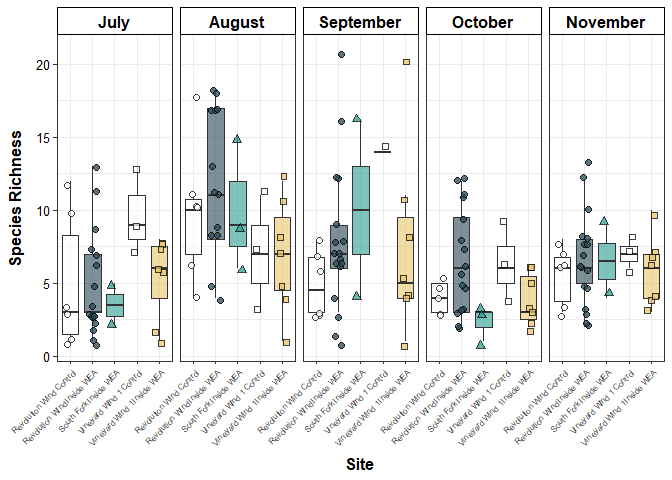 July August September October November
Species Richness
20
15
10
5
0
Revolution Wind Control Revolution Wind Inside WEA South Fork Inside WEA Vineyard Wind 1 Control Vineyard Wind 1 Inside WEA Revolution Wind Control Revolution Wind Inside WEA South Fork Inside WEA Vineyard Wind 1 Control Vineyard Wind 1 Inside WEA Revolution Wind Control Revolution Wind Inside WEA South Fork Inside WEA Vineyard Wind 1 Control Vineyard Wind 1 Inside WEA Revolution Wind Control Revolution Wind Inside WEA South Fork Inside WEA Vineyard Wind 1 Control Vineyard Wind 1 Inside WEA Revolution Wind Control Revolution Wind Inside WEA South Fork Inside WEA Vineyard Wind 1 Control Vineyard Wind 1 Inside WEA
Site